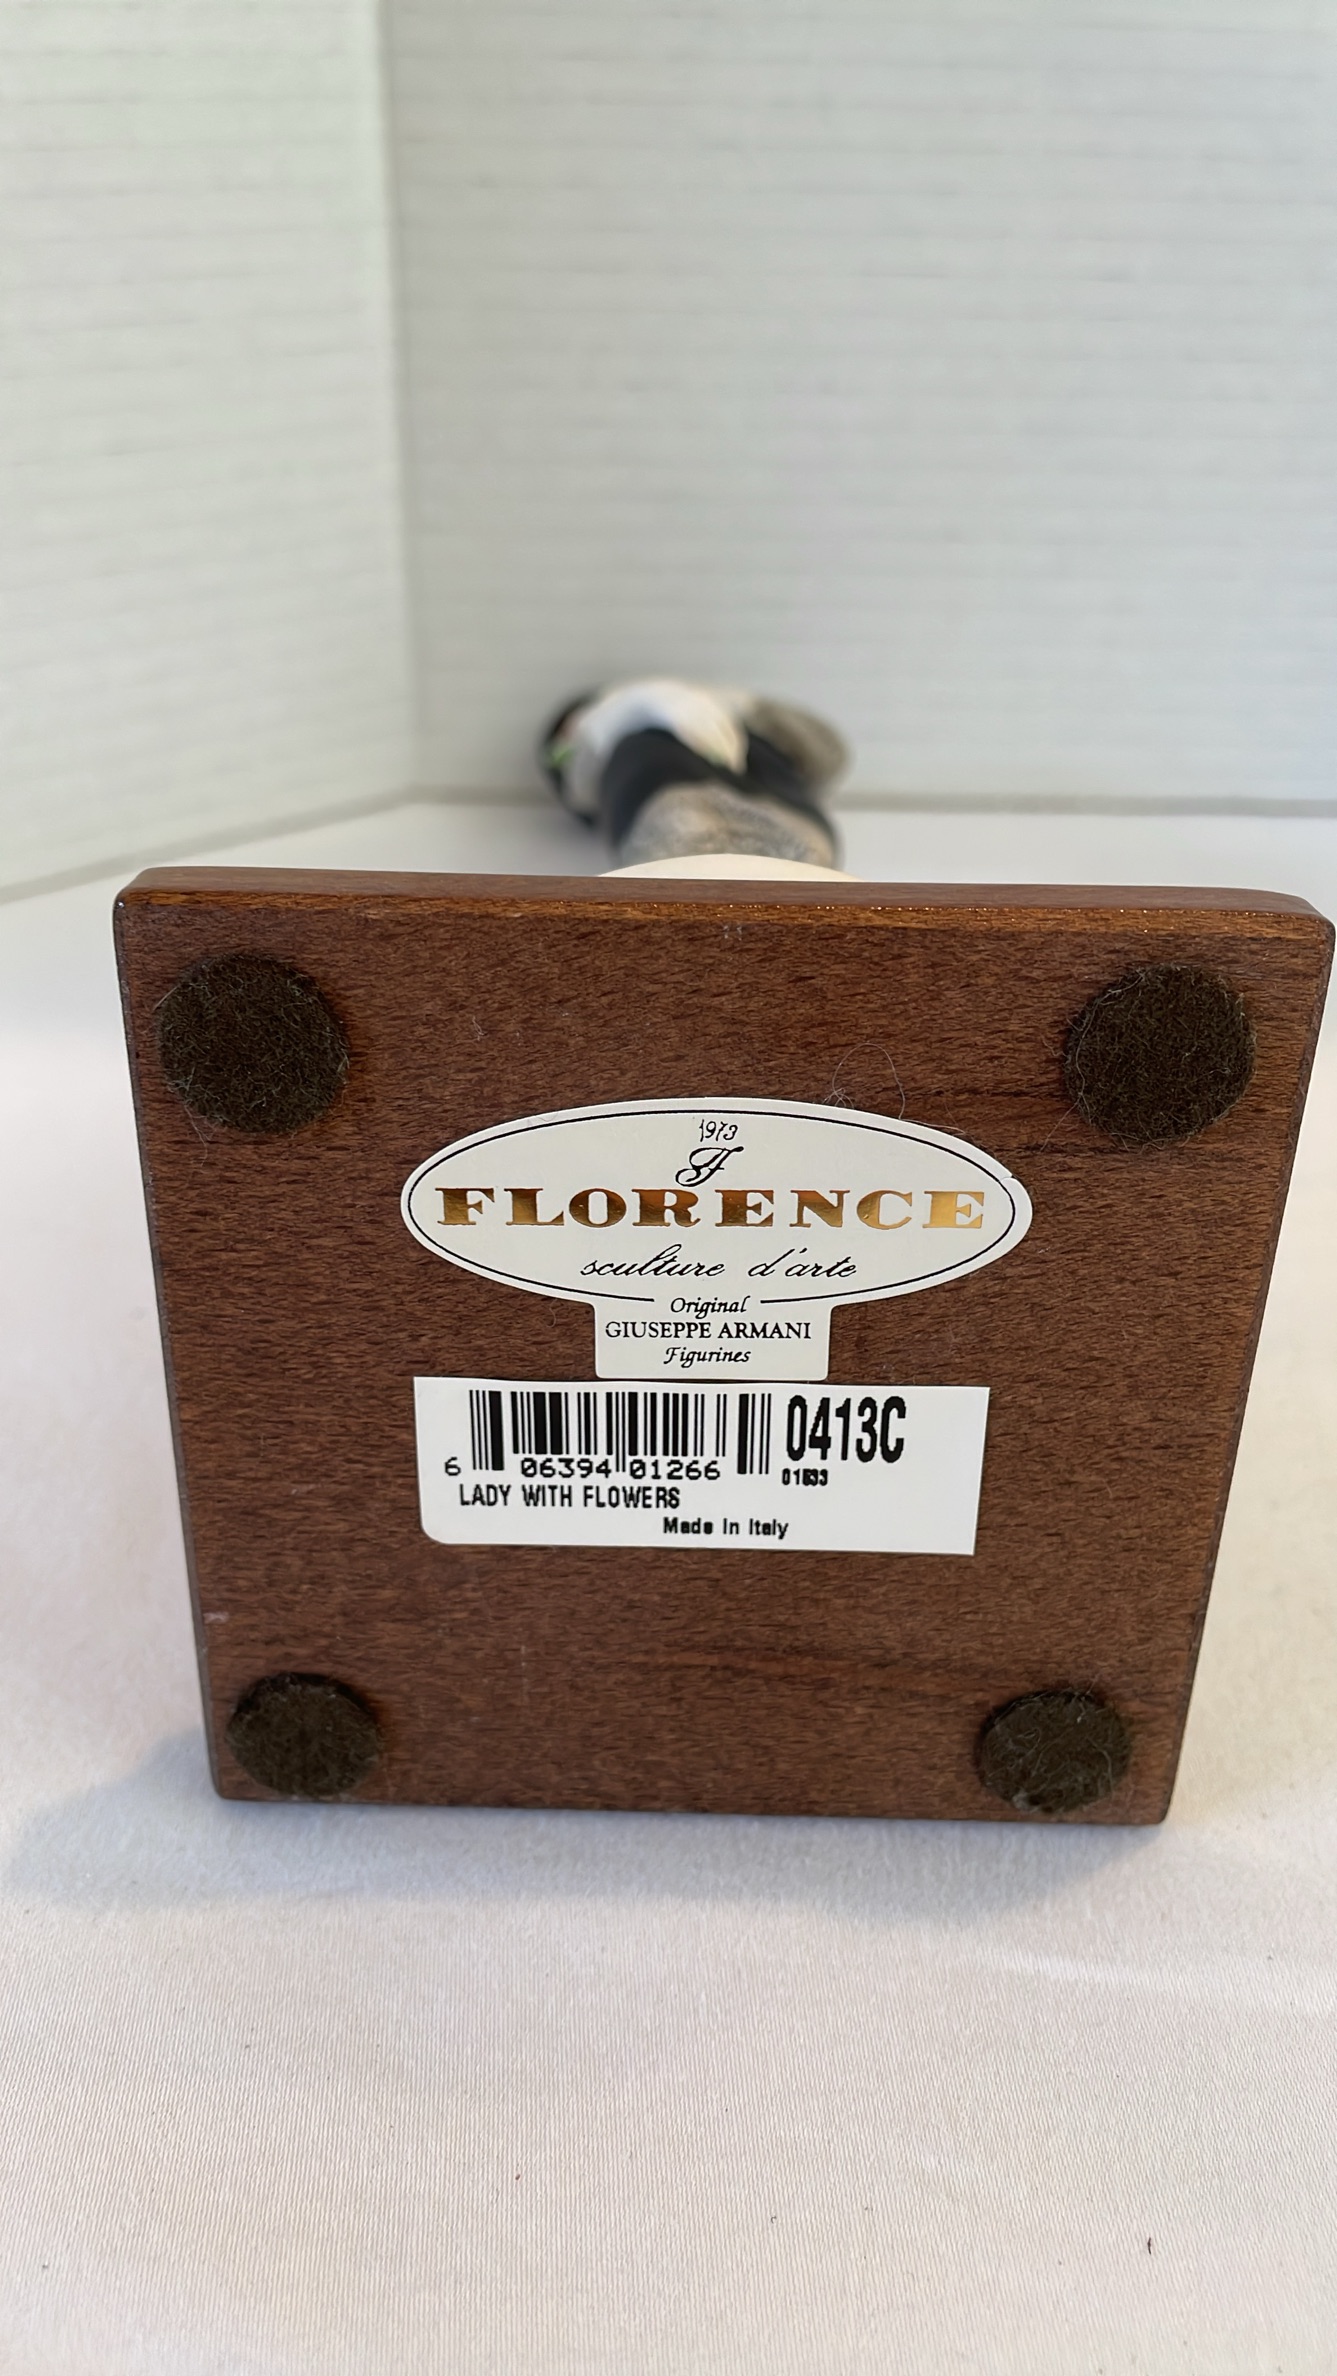 1973
F
FLORENCE
sculture d'arte
Original
GIUSEPPE ARMANI
Figurines
0413C
6 06394 01266
LADY WITH FLOWERS
Made In Italy